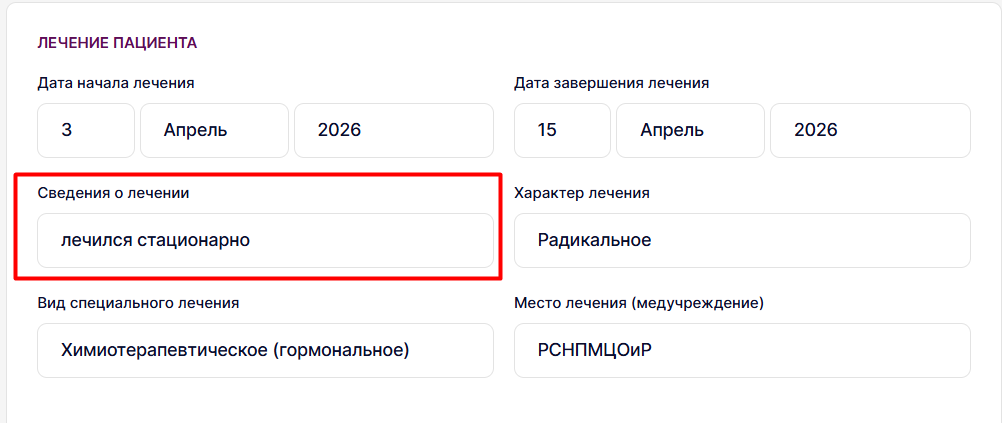 ЛЕЧЕНИЕ ПАЦИЕНТА
Дата начала лечения
3 Апрель 2026
Дата завершения лечения
15 Апрель 2026
Сведения о лечении
лечился стационарно
Характер лечения
Радикальное
Вид специального лечения
Химиотерапевтическое (гормональное)
Место лечения (медучреждение)
РСНПМЦОиР